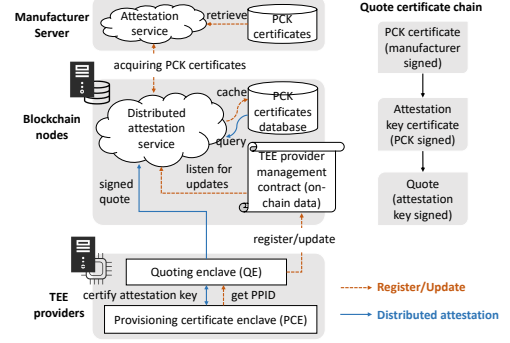 Manufacturer
Server
Attestation
service
retrieve
PCK
certificates
acquiring PCK certificates
Blockchain
nodes
Distributed
attestation
service
cache
query
PCK
certificates
database
signed
quote
listen for
updates
TEE provider
management
contract (on-
chain data)
register/update
TEE
providers
Quoting enclave (QE)
certify attestation key
get PPID
Provisioning certificate enclave (PCE)
Quote certificate chain
PCK certificate
(manufacturer
signed)
Attestation
key certificate
(PCK signed)
Quote
(attestation
key signed)
Register/Update
Distributed attestation